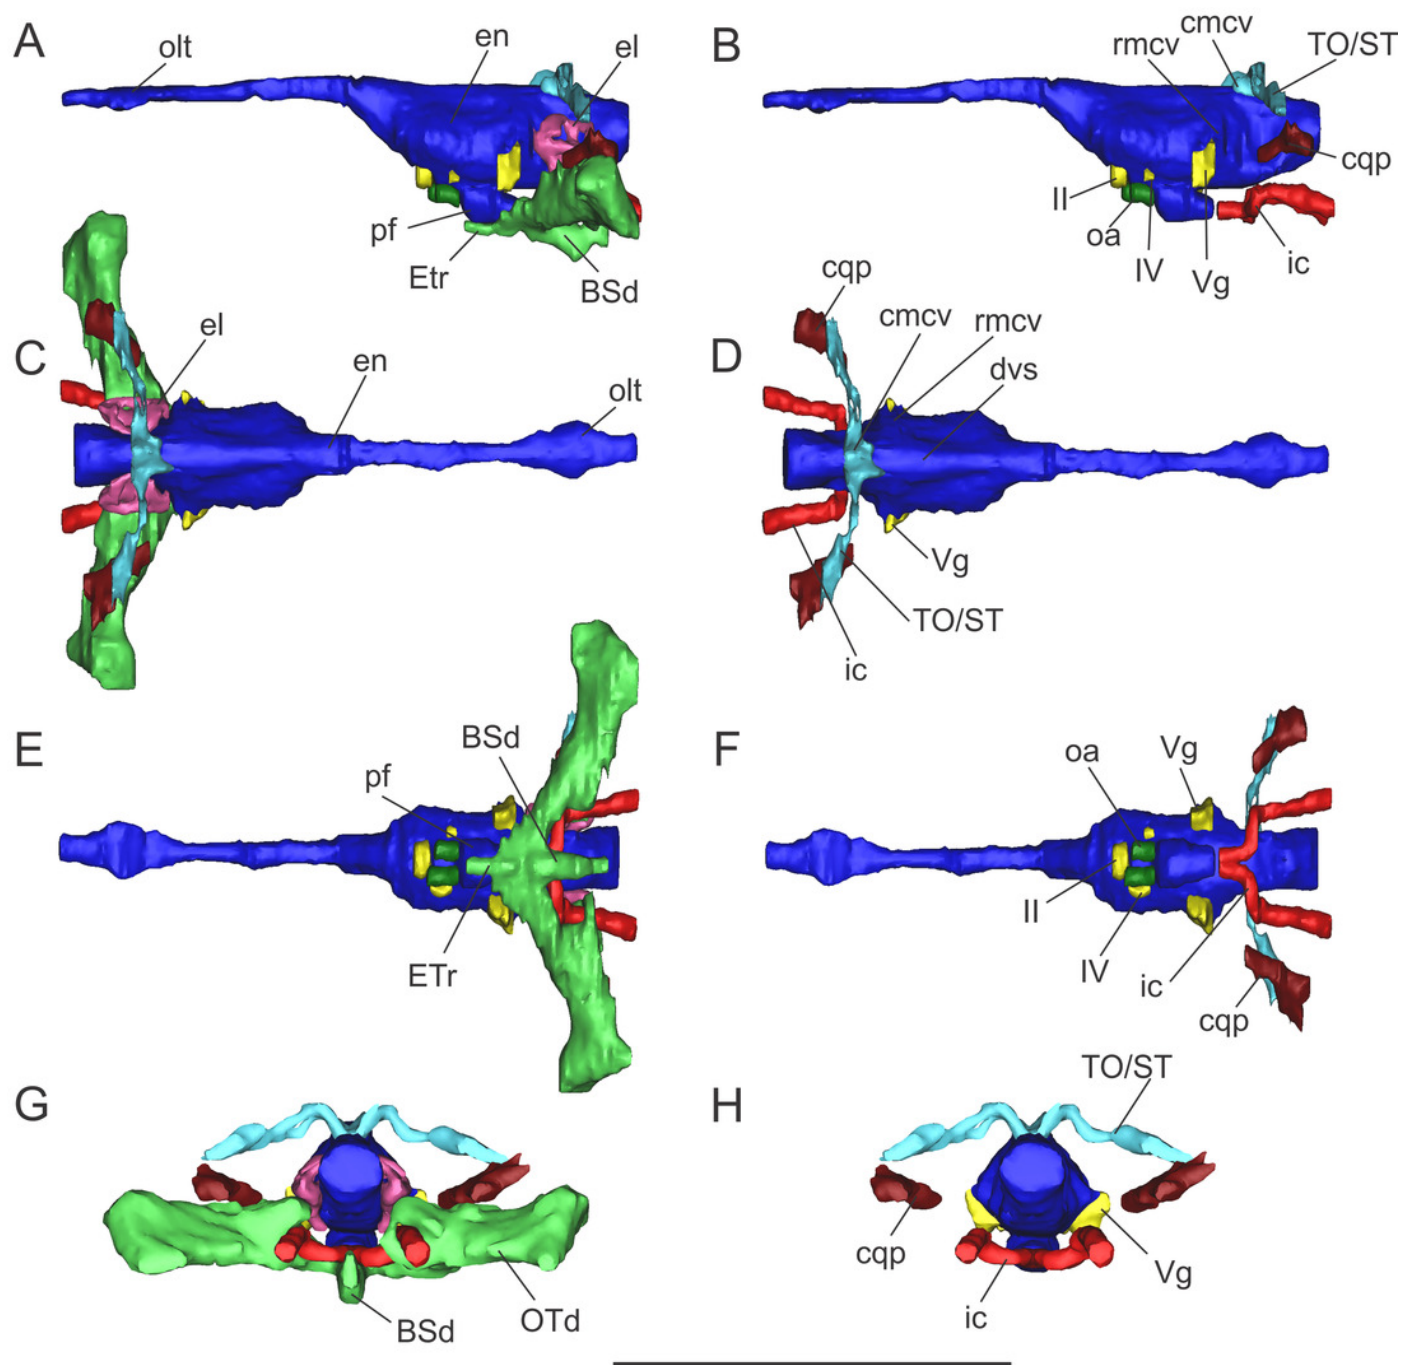 A
olt
en
el
pf
Etr
BSd
B
rmcv
cmcv
TO/ST
cqp
II
oa
IV
Vg
ic
C
el
en
olt
D
cqp
cmcv
rmcv
dvs
Vg
TO/ST
ic
E
BSd
pf
ETr
F
oa
Vg
II
IV
ic
cqp
G
BSd
OTd
H
TO/ST
cqp
ic
Vg